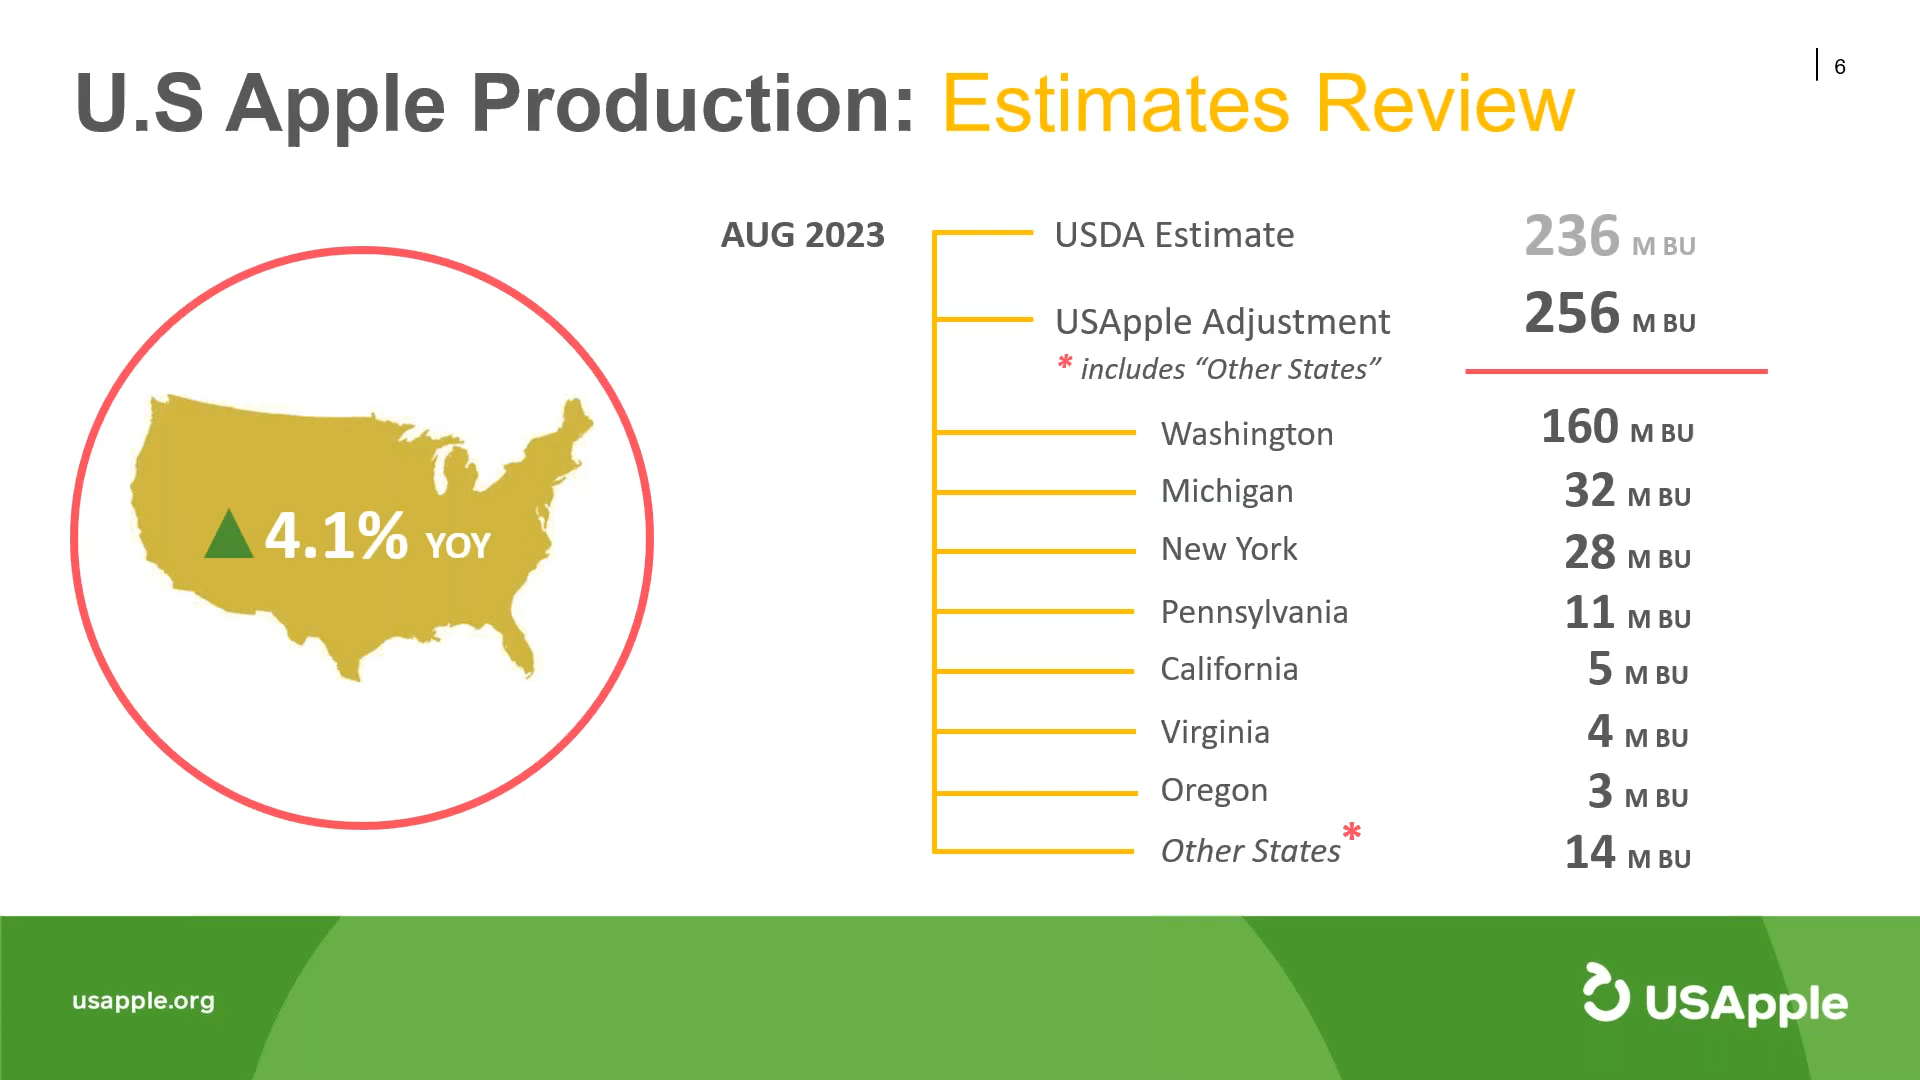 U.S Apple Production: Estimates Review
6
AUG 2023
USDA Estimate 236 M BU
USApple Adjustment 256 M BU
* includes “Other States”
Washington 160 M BU
Michigan 32 M BU
New York 28 M BU
Pennsylvania 11 M BU
California 5 M BU
Virginia 4 M BU
Oregon 3 M BU
Other States* 14 M BU
4.1% YOY
usapple.org
USApple